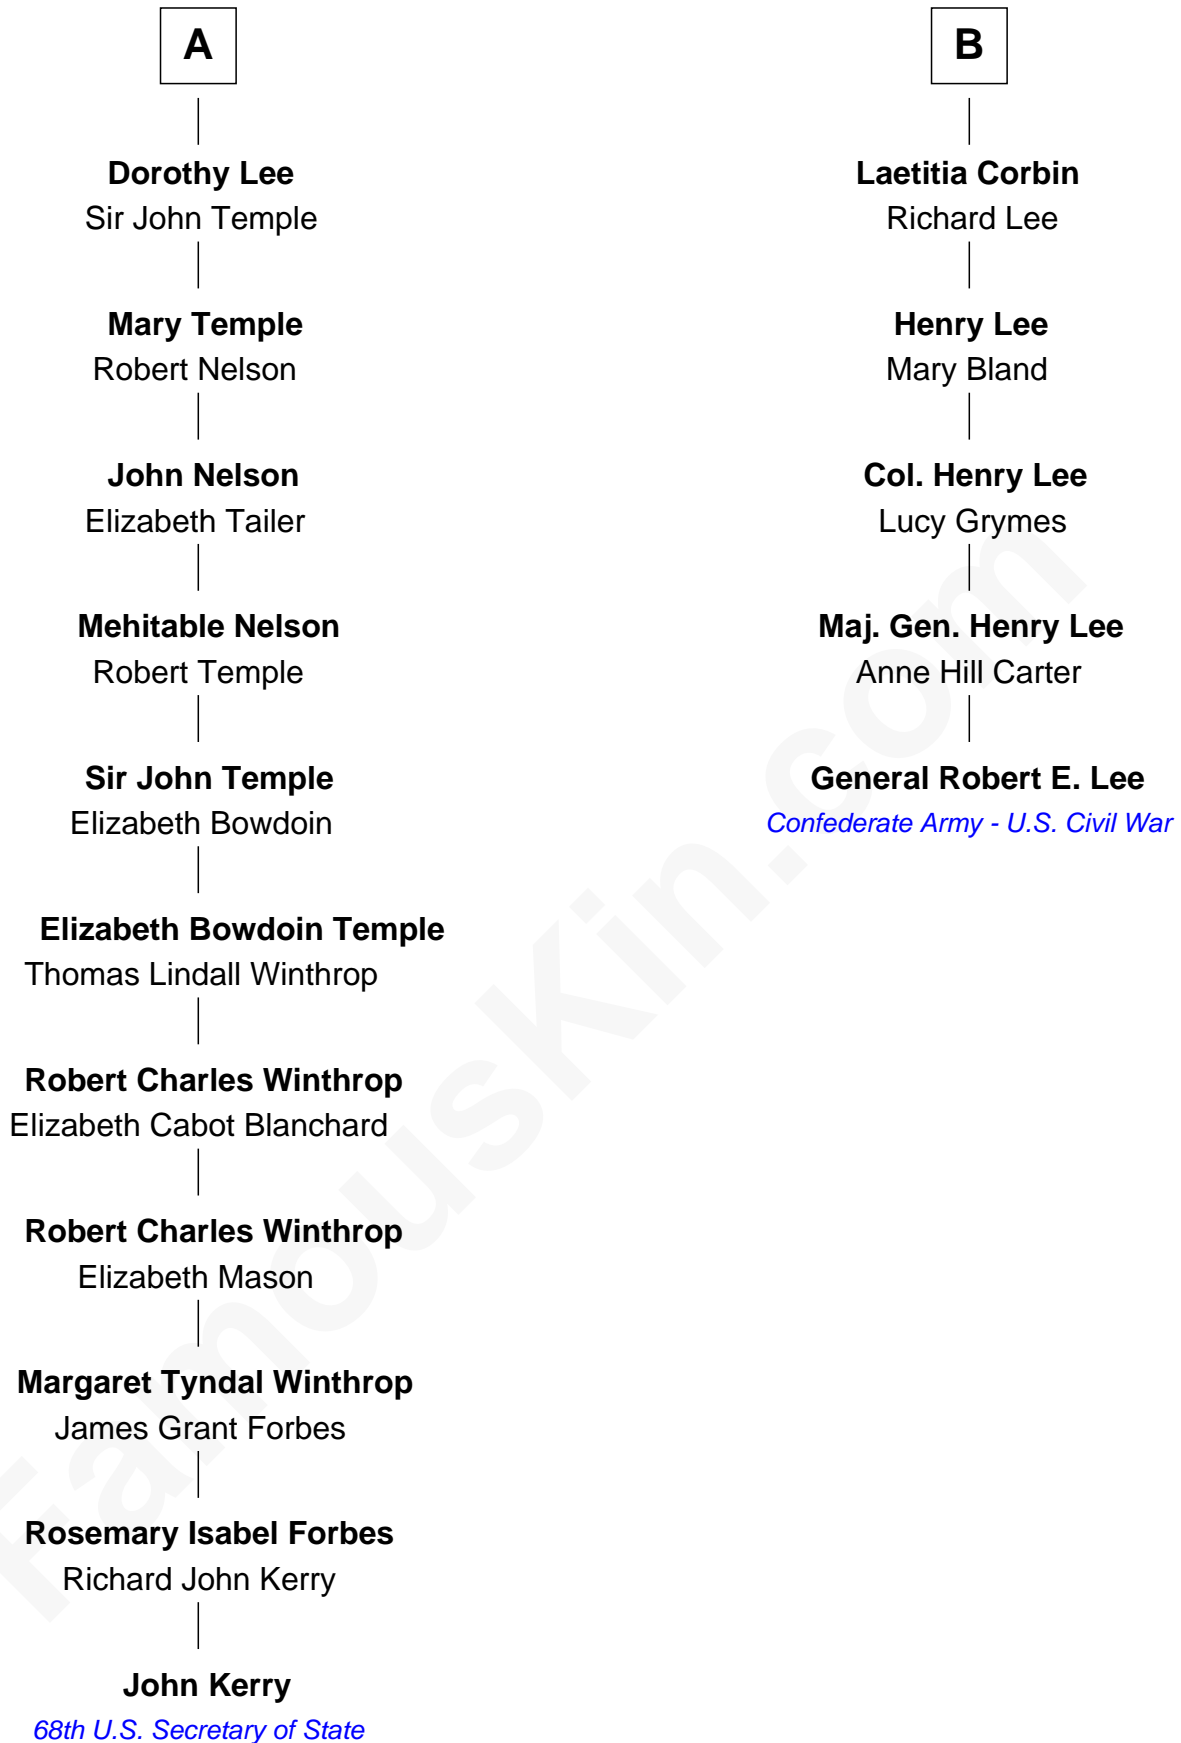 A
Dorothy Lee
Sir John Temple
Mary Temple
Robert Nelson
John Nelson
Elizabeth Tailer
Mehitable Nelson
Robert Temple
Sir John Temple
Elizabeth Bowdoin
Elizabeth Bowdoin Temple
Thomas Lindall Winthrop
Robert Charles Winthrop
Elizabeth Cabot Blanchard
Robert Charles Winthrop
Elizabeth Mason
Margaret Tyndal Winthrop
James Grant Forbes
Rosemary Isabel Forbes
Richard John Kerry
John Kerry
68th U.S. Secretary of State
B
Laetitia Corbin
Richard Lee
Henry Lee
Mary Bland
Col. Henry Lee
Lucy Grymes
Maj. Gen. Henry Lee
Anne Hill Carter
General Robert E. Lee
Confederate Army - U.S. Civil War
FamousKin.com